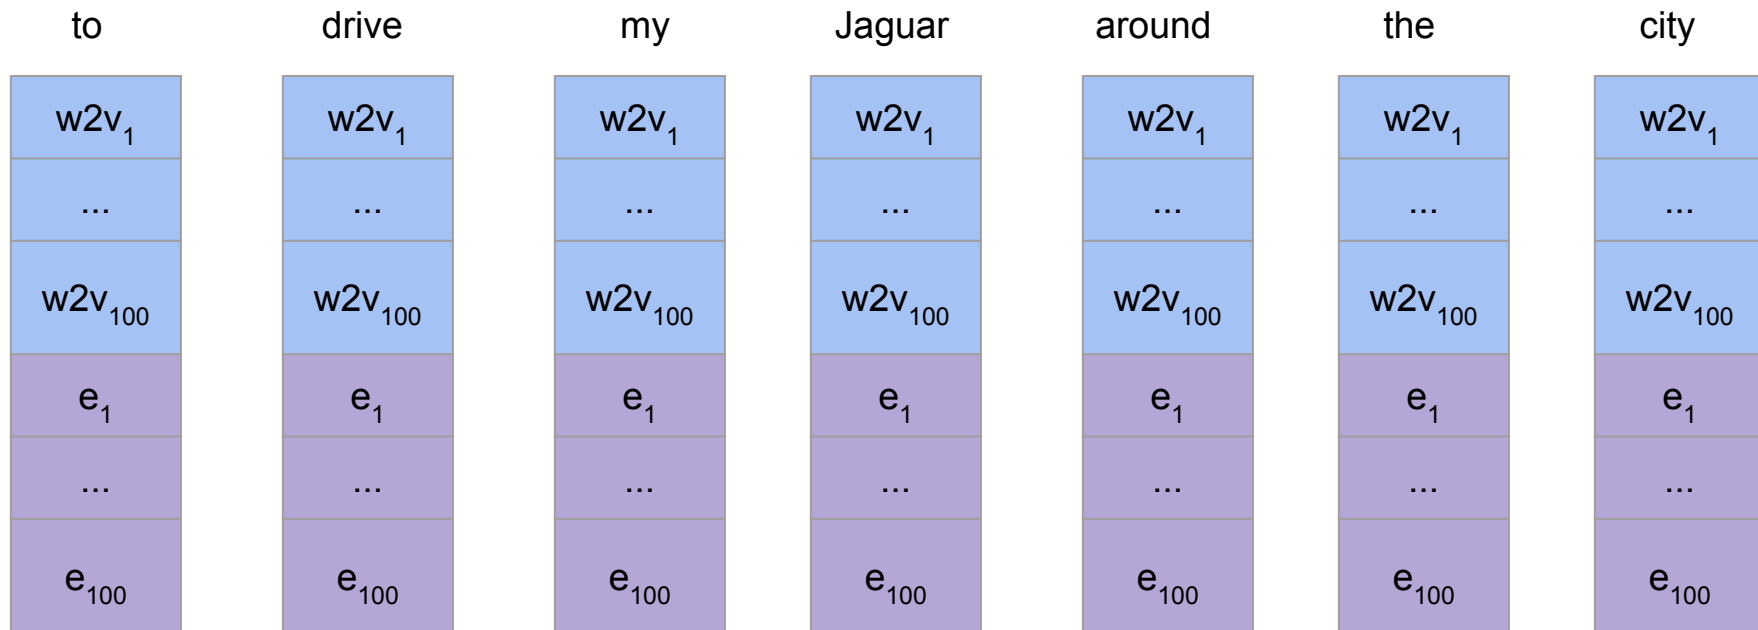 to drive my Jaguar around the city
w2v₁ w2v₁ w2v₁ w2v₁ w2v₁ w2v₁ w2v₁
... ... ... ... ... ... ...
w2v₁₀₀ w2v₁₀₀ w2v₁₀₀ w2v₁₀₀ w2v₁₀₀ w2v₁₀₀ w2v₁₀₀
e₁ e₁ e₁ e₁ e₁ e₁ e₁
... ... ... ... ... ... ...
e₁₀₀ e₁₀₀ e₁₀₀ e₁₀₀ e₁₀₀ e₁₀₀ e₁₀₀